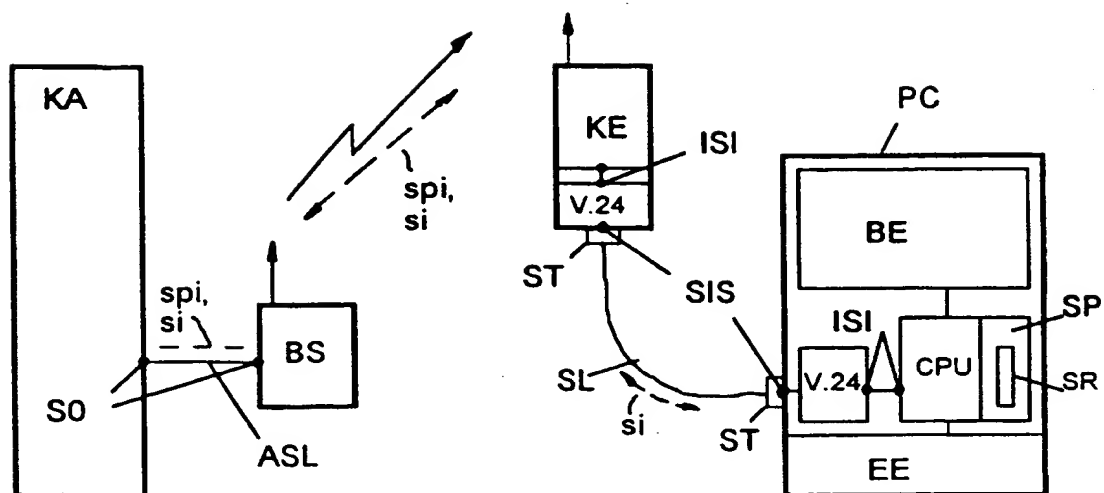 KA
spi,
si
S0
ASL
BS
spi,
si
KE
ISI
V.24
ST
SIS
SL
si
ST
PC
BE
ISI
V.24
CPU
SP
SR
EE